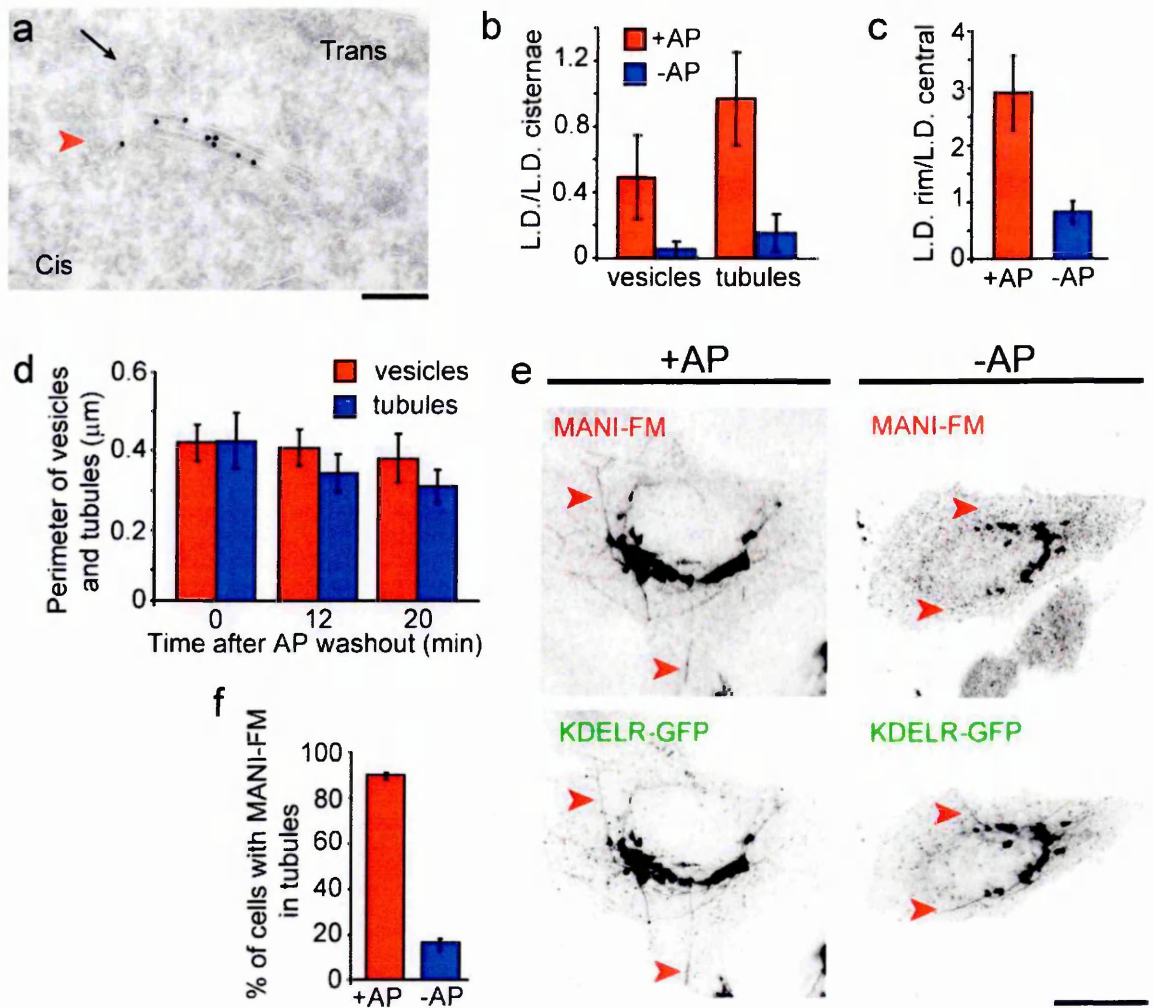 a
Trans
Cis
b
+AP
-AP
L.D./L.D. cisternae
1.2
0.8
0.4
0
vesicles tubules
c
L.D. rim/L.D. central
4
3
2
1
0
+AP -AP
d
vesicles
tubules
Perimeter of vesicles
and tubules (μm)
0.6
0.4
0.2
0
0 12 20
Time after AP washout (min)
e
+AP -AP
MANI-FM MANI-FM
KDELR-GFP KDELR-GFP
f
% of cells with MANI-FM
in tubules
100
80
60
40
20
0
+AP -AP